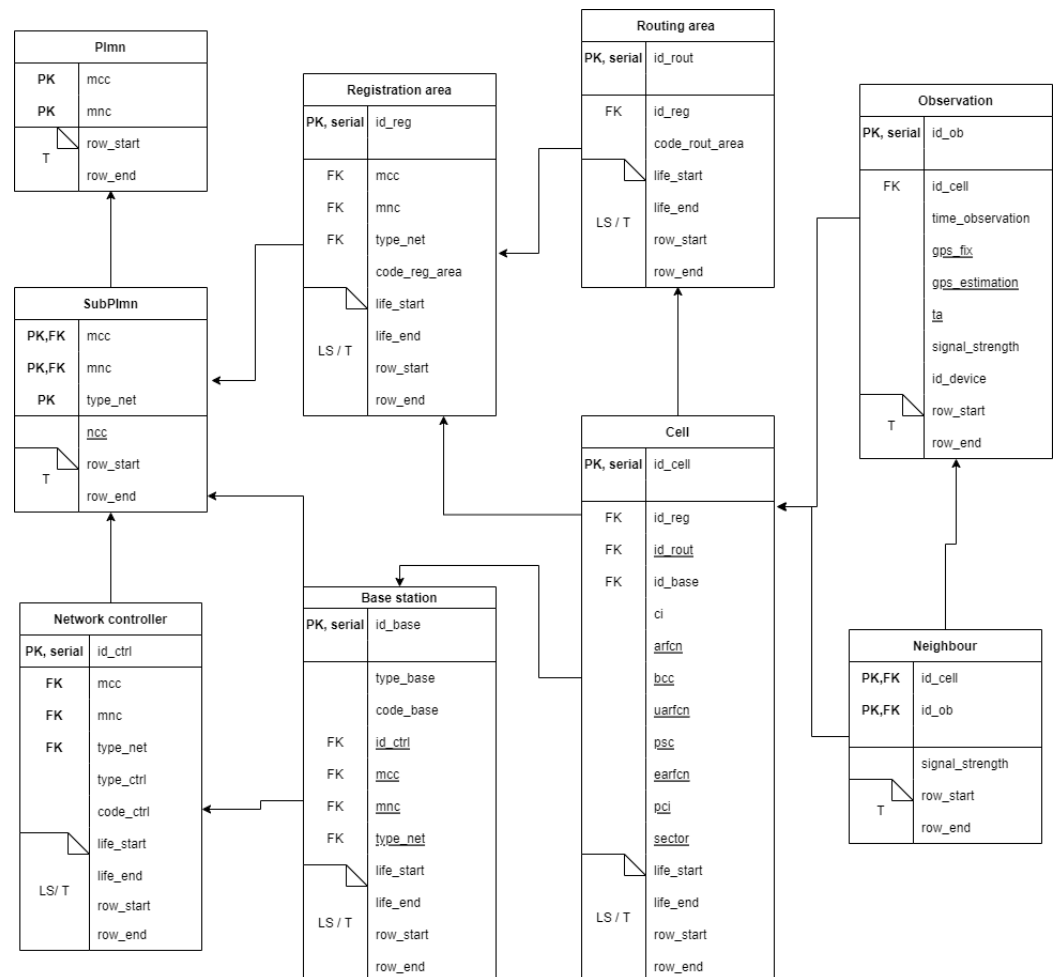 Plmn
PK mcc
PK mnc
T
row_start
row_end
SubPlmn
PK,FK mcc
PK,FK mnc
PK type_net
ncc
T
row_start
row_end
Network controller
PK, serial id_ctrl
FK mcc
FK mnc
FK type_net
type_ctrl
code_ctrl
life_start
life_end
LS/ T
row_start
row_end
Registration area
PK, serial id_reg
FK mcc
FK mnc
FK type_net
code_reg_area
life_start
life_end
LS / T
row_start
row_end
Base station
PK, serial id_base
type_base
code_base
FK id_ctrl
FK mcc
FK mnc
FK type_net
life_start
life_end
LS / T
row_start
row_end
Routing area
PK, serial id_rout
FK id_reg
code_rout_area
life_start
life_end
LS / T
row_start
row_end
Cell
PK, serial id_cell
FK id_reg
FK id_rout
FK id_base
ci
arfcn
bcc
uarfcn
psc
earfcn
pci
sector
life_start
life_end
LS / T
row_start
row_end
Observation
PK, serial id_ob
FK id_cell
time_observation
gps_fix
gps_estimation
ta
signal_strength
id_device
row_start
T
row_end
Neighbour
PK,FK id_cell
PK,FK id_ob
signal_strength
row_start
T
row_end